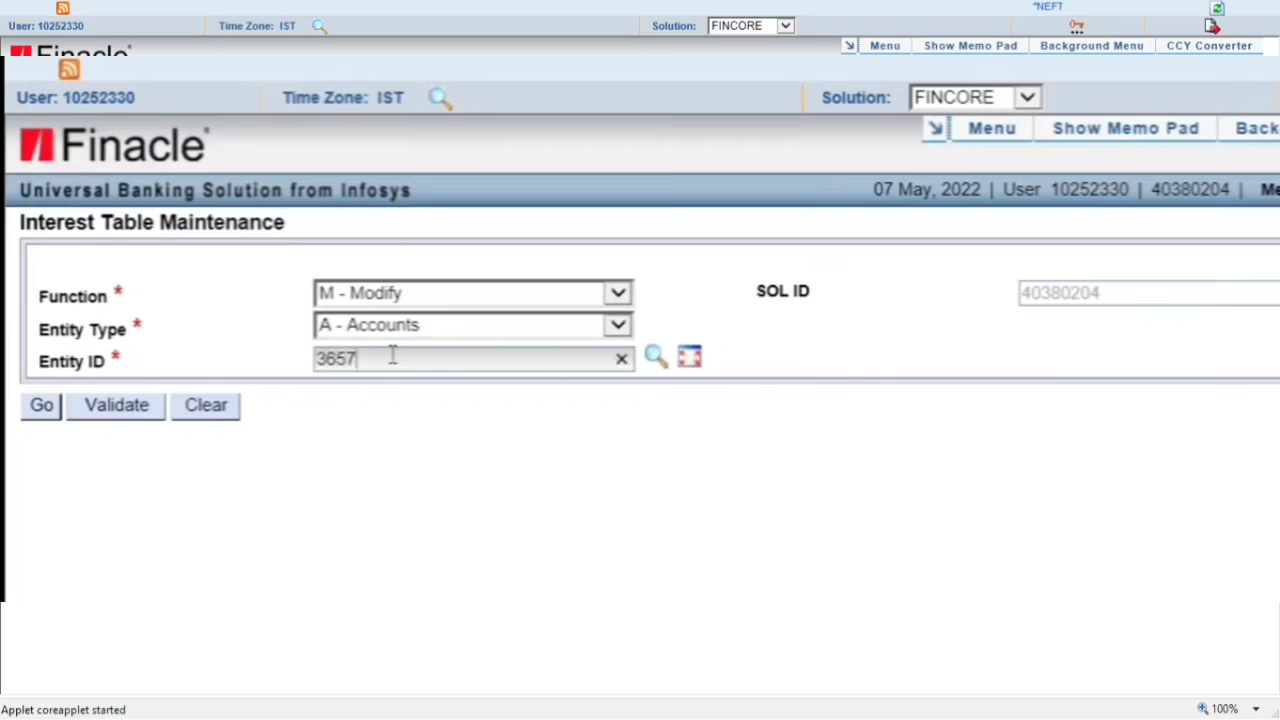 *NEFT
User: 10252330 Time Zone: IST Solution: FINCORE
Finacle
Menu Show Memo Pad Background Menu CCY Converter
User: 10252330 Time Zone: IST Solution: FINCORE
Finacle Menu Show Memo Pad Back
Universal Banking Solution from Infosys 07 May, 2022 | User 10252330 | 40380204 | Me
Interest Table Maintenance
Function * M - Modify SOL ID 40380204
Entity Type * A - Accounts
Entity ID * 3657
Go Validate Clear
Applet coreapplet started 100%